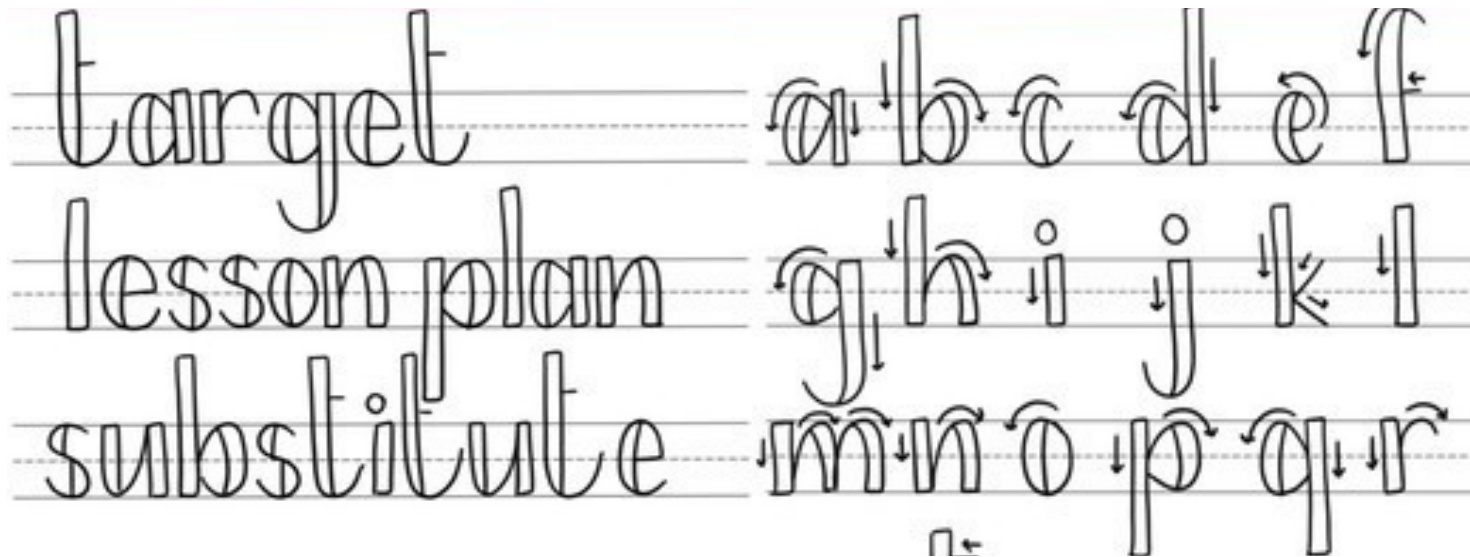 target
lesson plan
substitute
a b c d e f
g h i j k l
m n o p q r